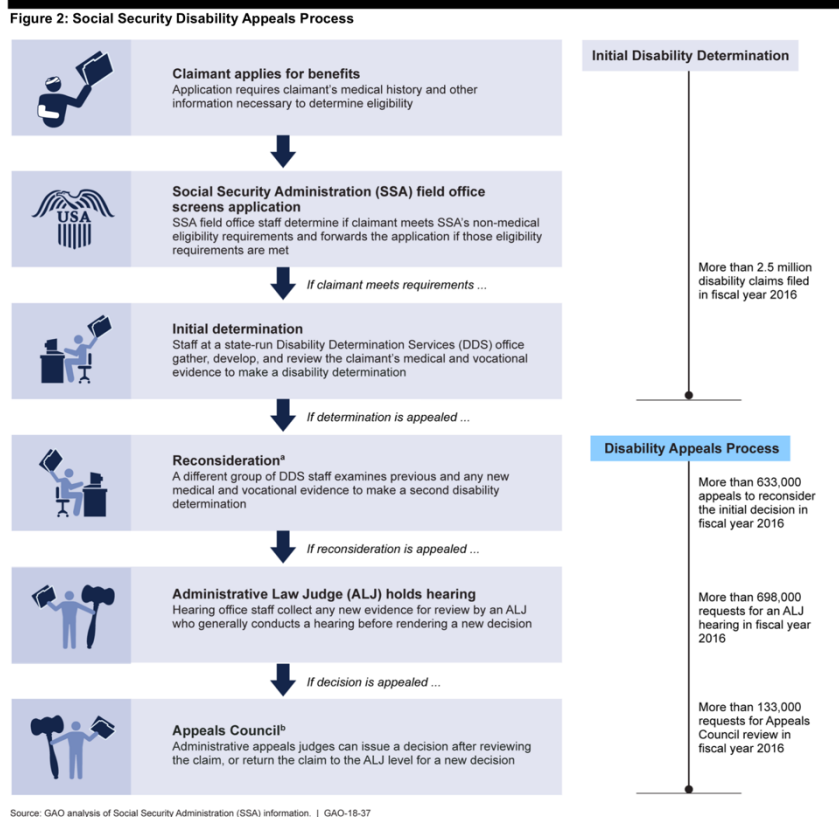 Figure 2: Social Security Disability Appeals Process
Claimant applies for benefits
Application requires claimant's medical history and other
information necessary to determine eligibility
Initial Disability Determination
USA
Social Security Administration (SSA) field office
screens application
SSA field office staff determine if claimant meets SSA's non-medical
eligibility requirements and forwards the application if those eligibility
requirements are met
More than 2.5 million
disability claims filed
in fiscal year 2016
If claimant meets requirements ...
Initial determination
Staff at a state-run Disability Determination Services (DDS) office
gather, develop, and review the claimant's medical and vocational
evidence to make a disability determination
If determination is appealed ...
Disability Appeals Process
Reconsiderationᵃ
A different group of DDS staff examines previous and any new
medical and vocational evidence to make a second disability
determination
More than 633,000
appeals to reconsider
the initial decision in
fiscal year 2016
If reconsideration is appealed ...
Administrative Law Judge (ALJ) holds hearing
Hearing office staff collect any new evidence for review by an ALJ
who generally conducts a hearing before rendering a new decision
More than 698,000
requests for an ALJ
hearing in fiscal year
2016
If decision is appealed ...
Appeals Councilᵇ
Administrative appeals judges can issue a decision after reviewing
the claim, or return the claim to the ALJ level for a new decision
More than 133,000
requests for Appeals
Council review in
fiscal year 2016
Source: GAO analysis of Social Security Administration (SSA) information. | GAO-18-37